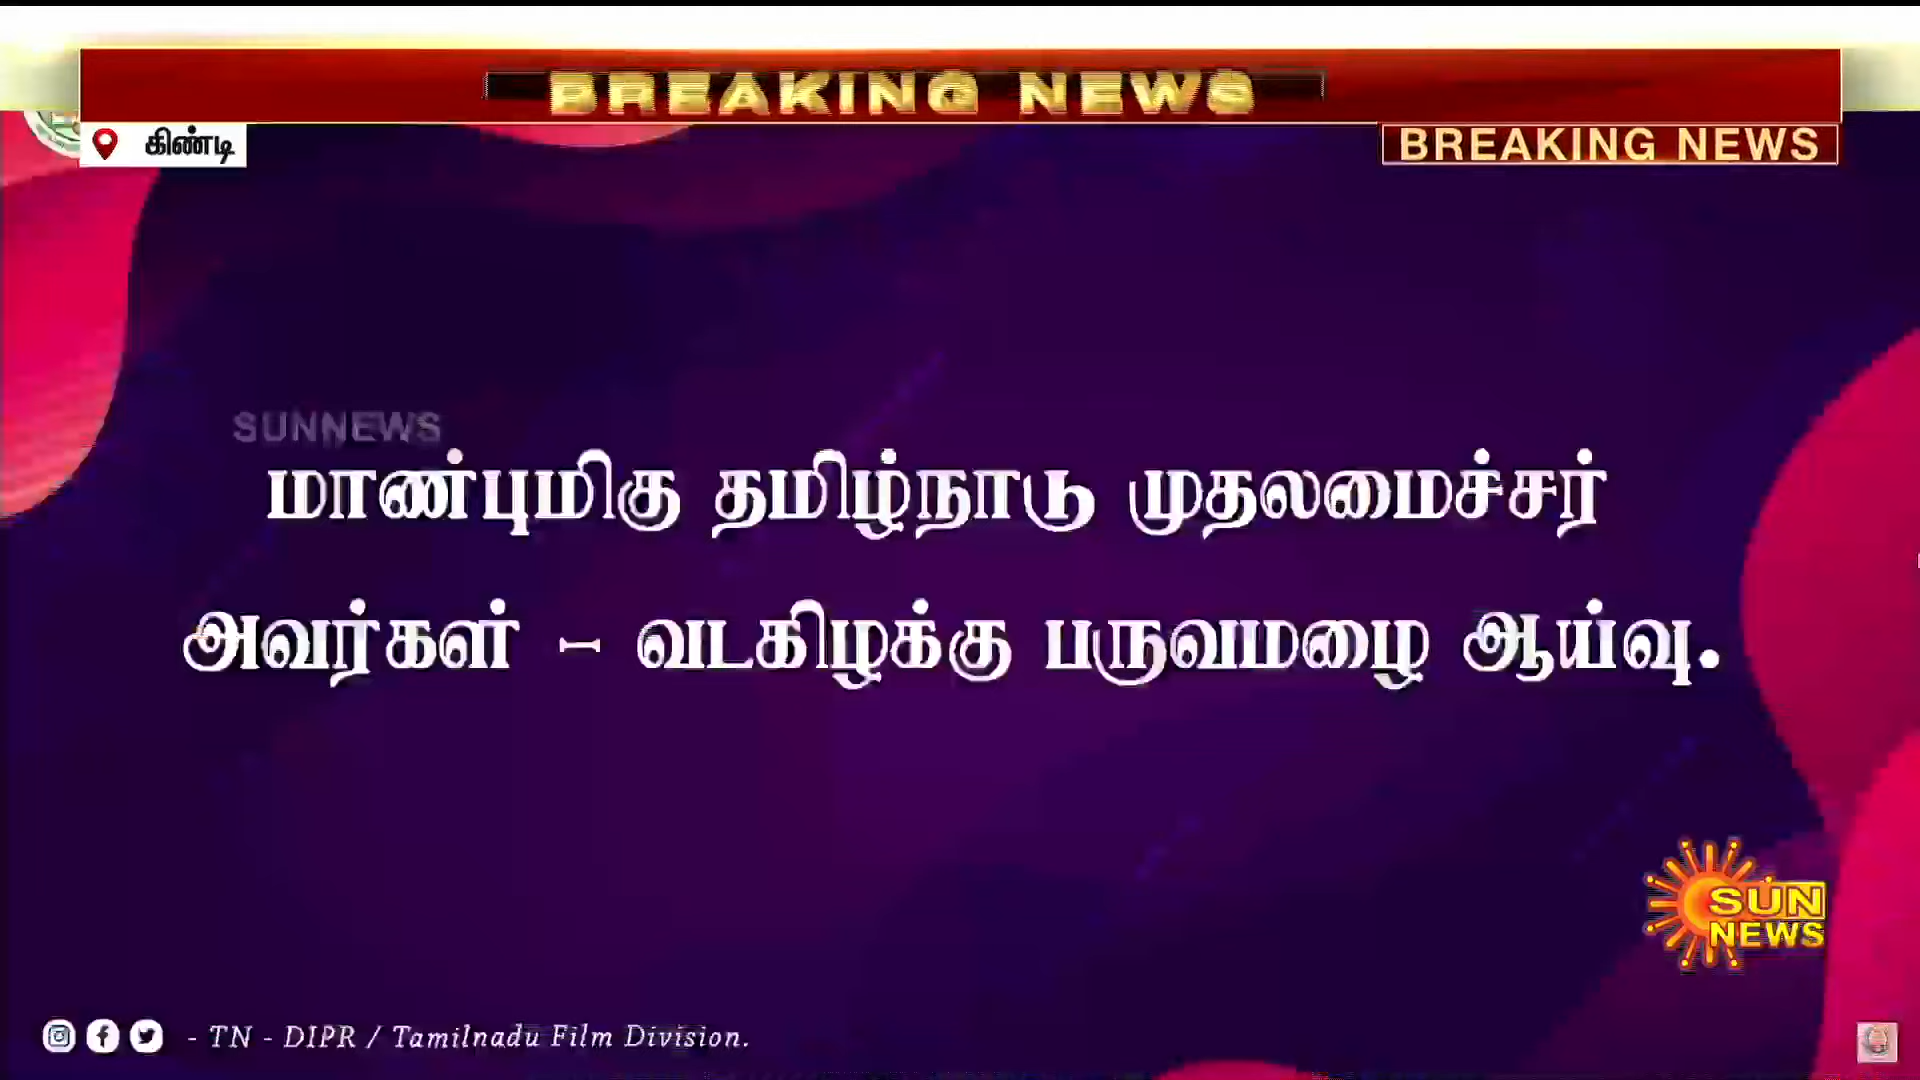 BREAKING NEWS
கிண்டி
BREAKING NEWS
SUNNEWS
மாண்புமிகு தமிழ்நாடு முதலமைச்சர்
அவர்கள் – வடகிழக்கு பருவமழை ஆய்வு.
SUN
NEWS
- TN - DIPR / Tamilnadu Film Division.